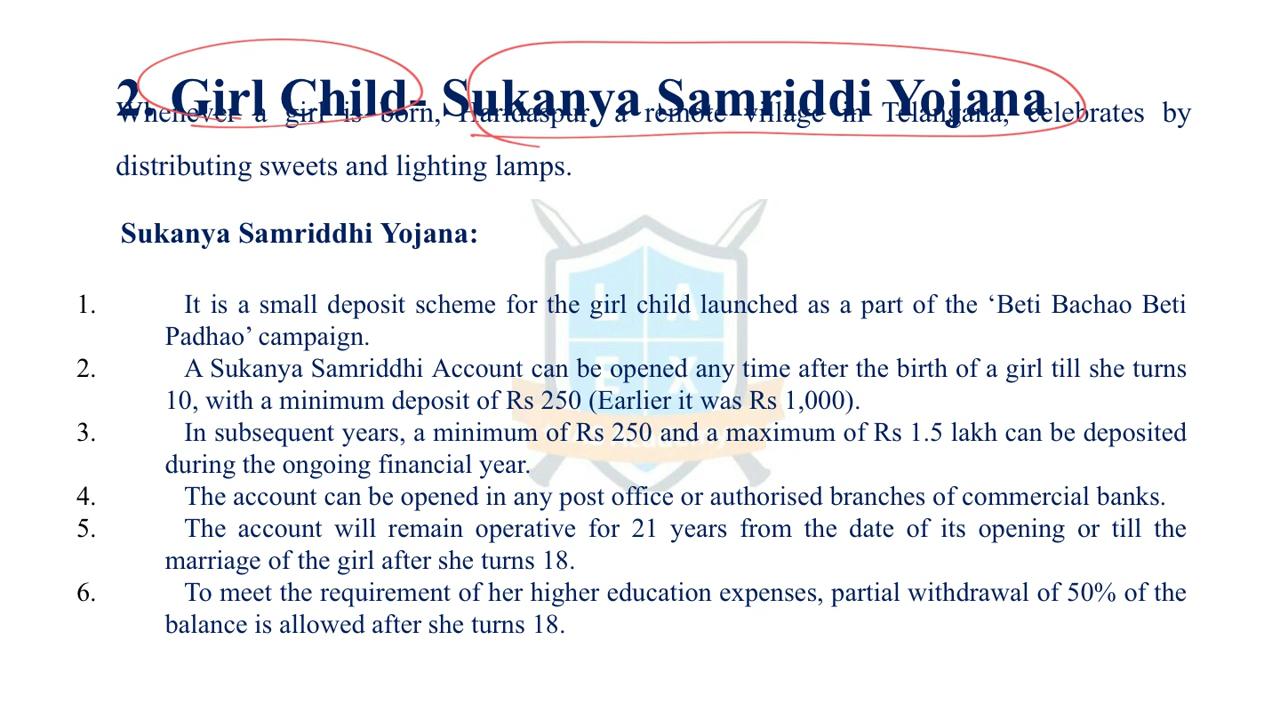 2. Girl Child- Sukanya Samriddi Yojana
Whenever a girl is born, Haridaspur, a remote village in Telangana, celebrates by
distributing sweets and lighting lamps.
Sukanya Samriddhi Yojana:
1. It is a small deposit scheme for the girl child launched as a part of the ‘Beti Bachao Beti
Padhao’ campaign.
2. A Sukanya Samriddhi Account can be opened any time after the birth of a girl till she turns
10, with a minimum deposit of Rs 250 (Earlier it was Rs 1,000).
3. In subsequent years, a minimum of Rs 250 and a maximum of Rs 1.5 lakh can be deposited
during the ongoing financial year.
4. The account can be opened in any post office or authorised branches of commercial banks.
5. The account will remain operative for 21 years from the date of its opening or till the
marriage of the girl after she turns 18.
6. To meet the requirement of her higher education expenses, partial withdrawal of 50% of the
balance is allowed after she turns 18.
L A
E X